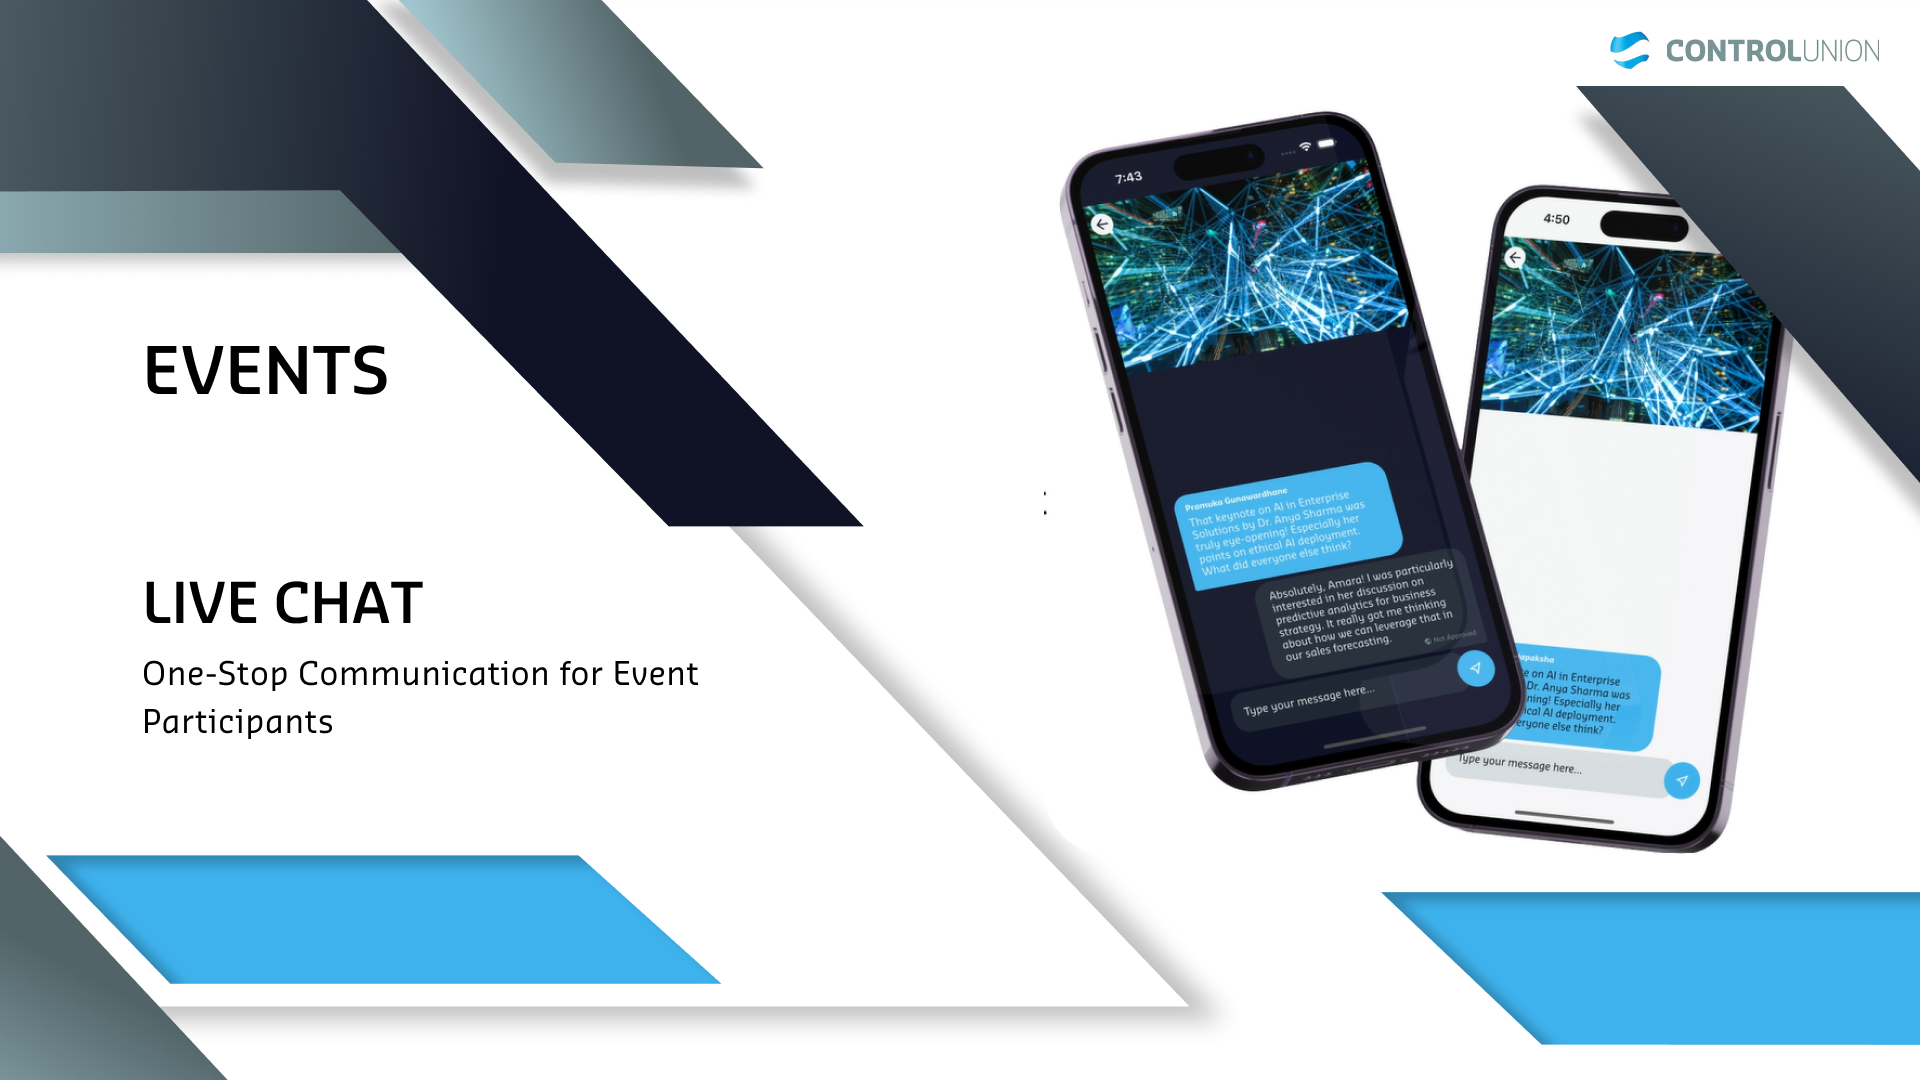 CONTROLUNION
EVENTS
LIVE CHAT
One-Stop Communication for Event
Participants
7:43
Pramuka Gunawardhane
That keynote on AI in Enterprise
Solutions by Dr. Anya Sharma was
truly eye-opening! Especially her
points on ethical AI deployment.
What did everyone else think?
Absolutely, Amara! I was particularly
interested in her discussion on
predictive analytics for business
strategy. It really got me thinking
about how we can leverage that in
our sales forecasting.
Not Approved
Type your message here...
4:50
apaksha
e on AI in Enterprise
Dr. Anya Sharma was
ning! Especially her
ical AI deployment.
eryone else think?
Type your message here...